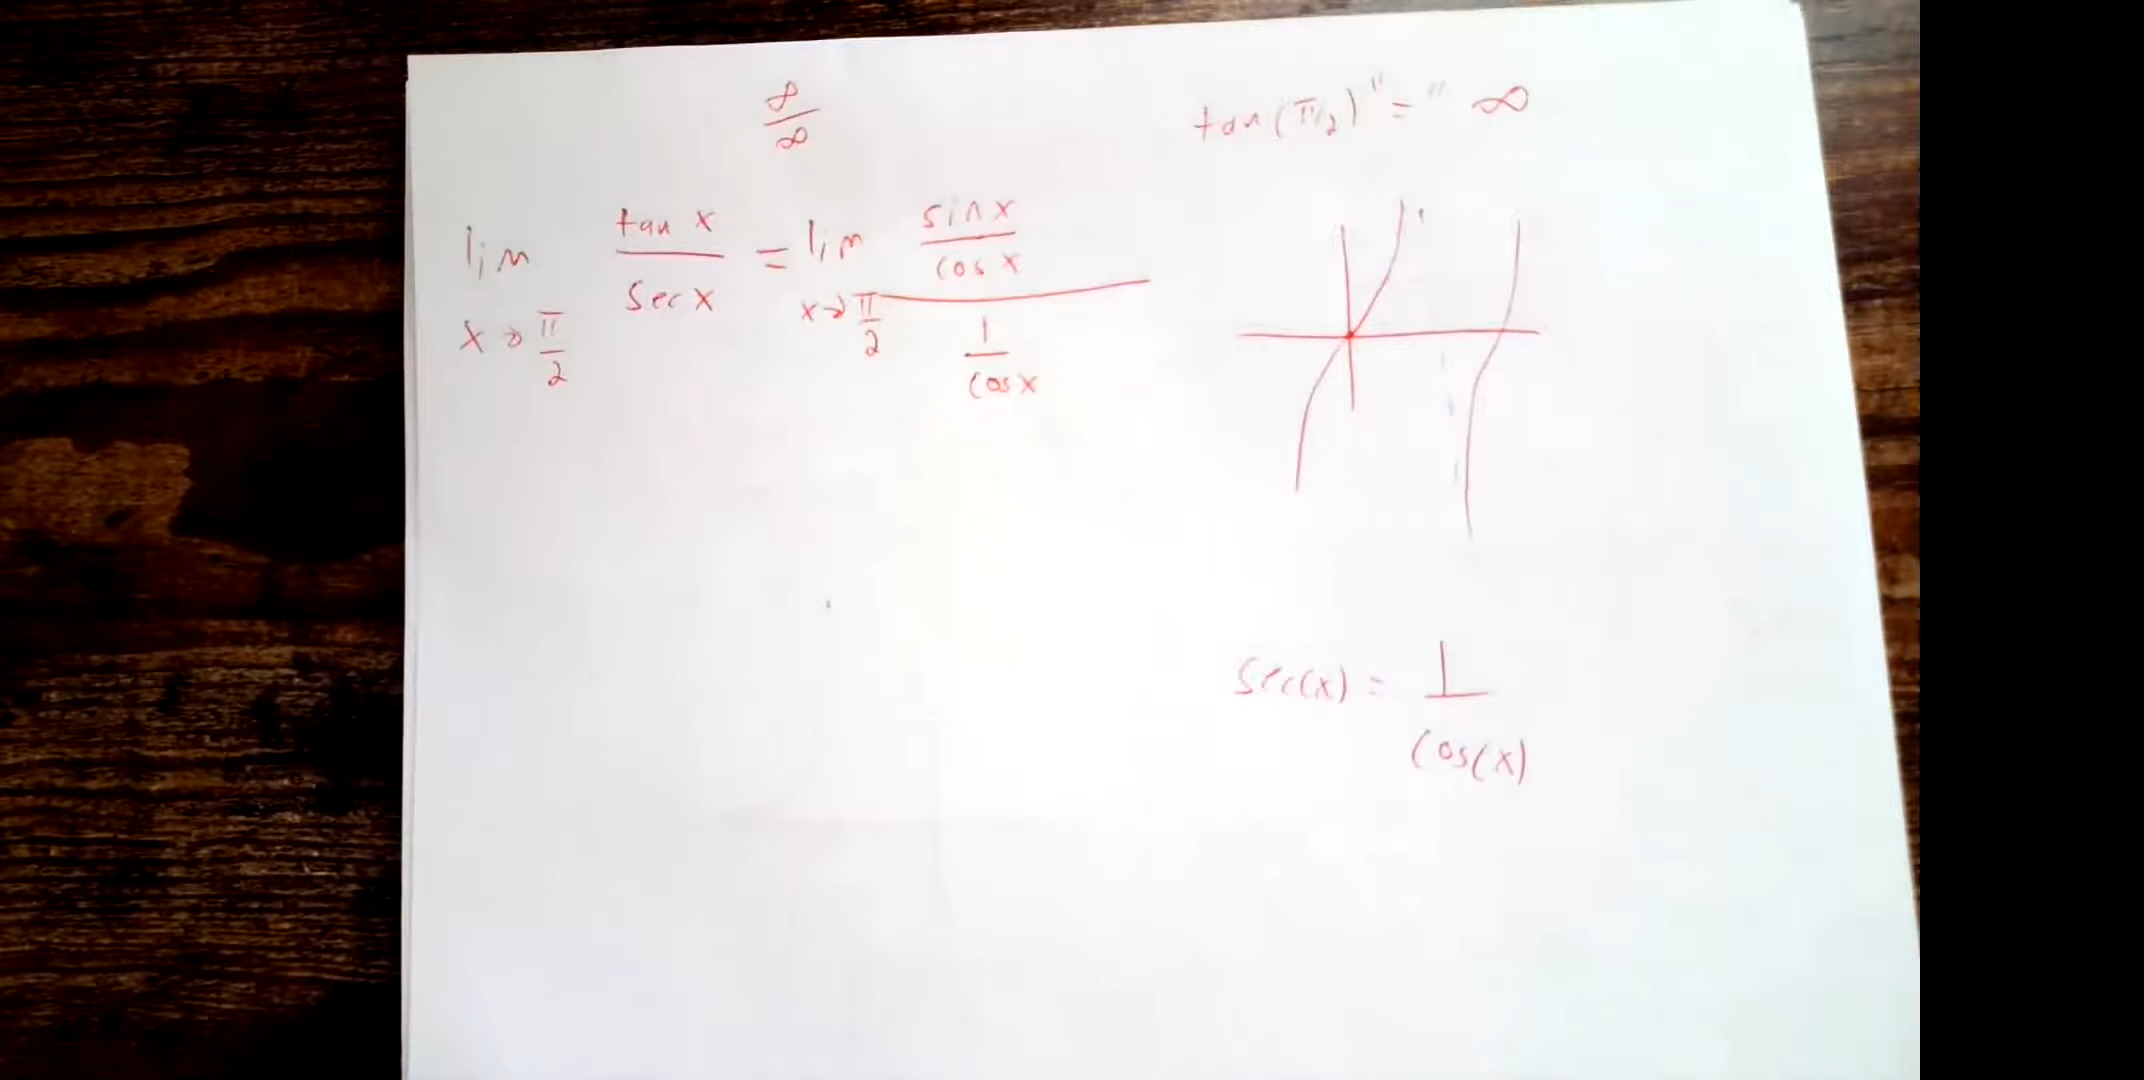 ∞/∞
tan(π/2) "=" ∞
lim x→π/2 tan x / sec x = lim x→π/2 (sin x / cos x) / (1 / cos x)
sec(x) = 1 / cos(x)